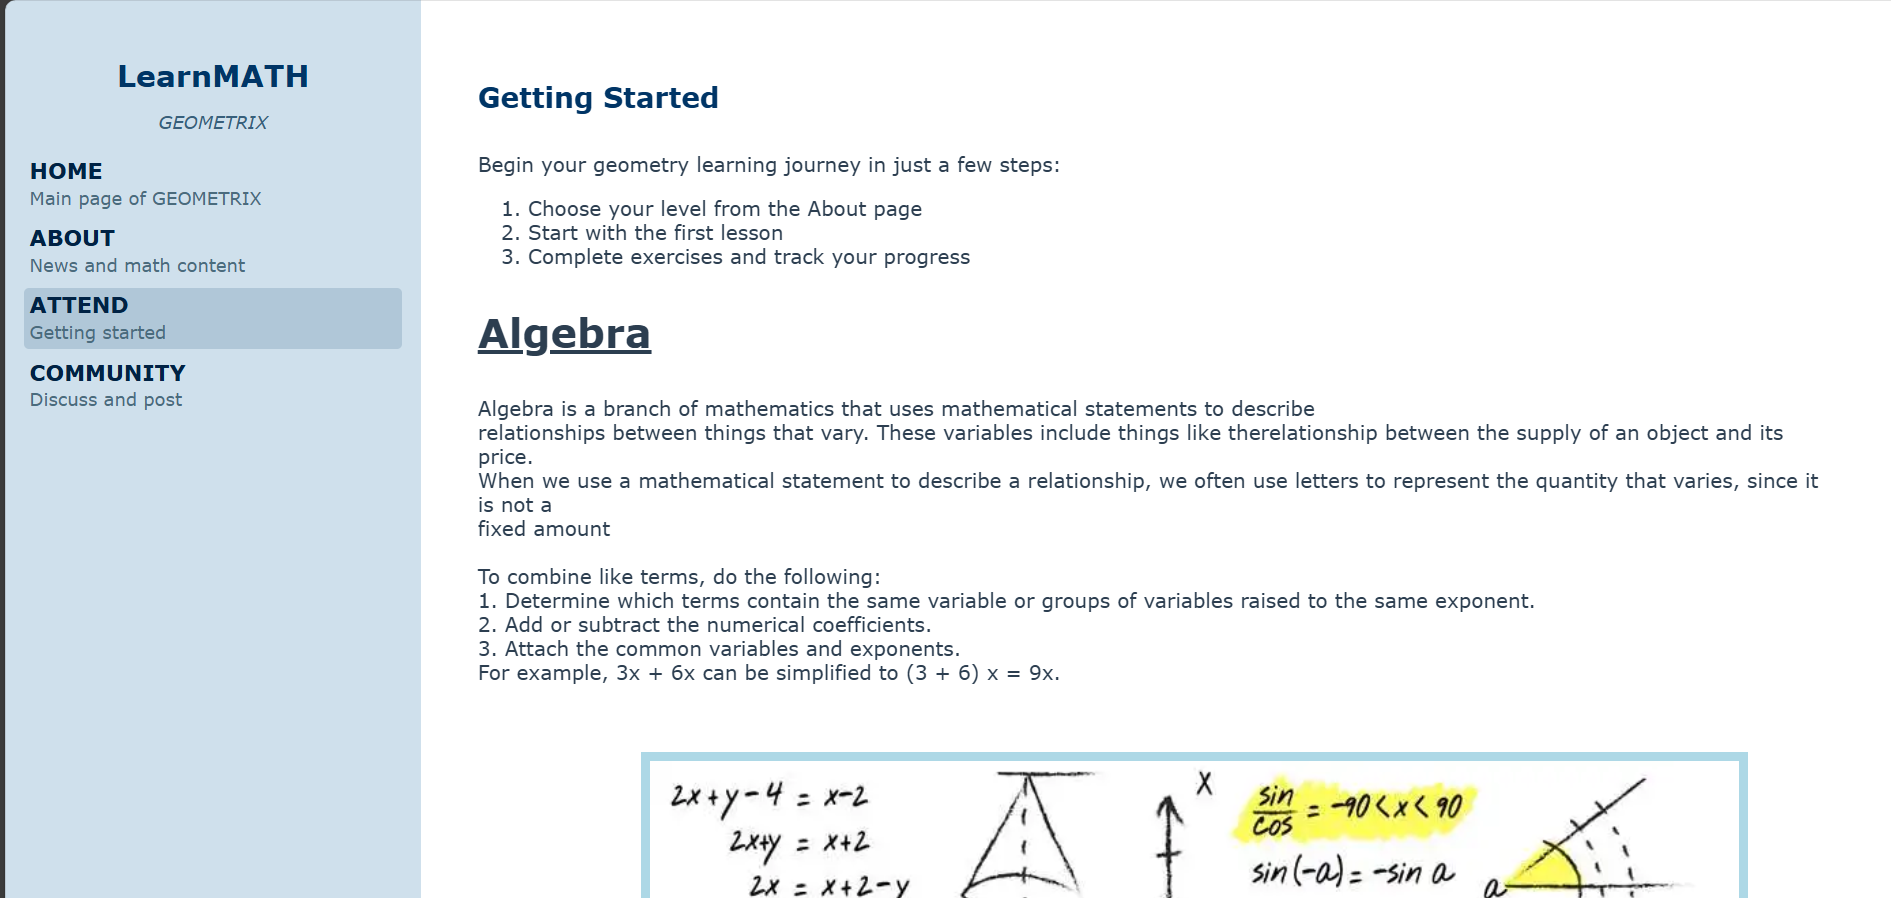 LearnMATH
GEOMETRIX
HOME
Main page of GEOMETRIX
ABOUT
News and math content
ATTEND
Getting started
COMMUNITY
Discuss and post
Getting Started
Begin your geometry learning journey in just a few steps:
1. Choose your level from the About page
2. Start with the first lesson
3. Complete exercises and track your progress
Algebra
Algebra is a branch of mathematics that uses mathematical statements to describe
relationships between things that vary. These variables include things like therelationship between the supply of an object and its
price.
When we use a mathematical statement to describe a relationship, we often use letters to represent the quantity that varies, since it
is not a
fixed amount
To combine like terms, do the following:
1. Determine which terms contain the same variable or groups of variables raised to the same exponent.
2. Add or subtract the numerical coefficients.
3. Attach the common variables and exponents.
For example, 3x + 6x can be simplified to (3 + 6) x = 9x.
2x+y-4 = x-2
2x+y = x+2
2x = x+2-y
x
sin
cos = -90<x<90
sin(-a) = -sin a
a